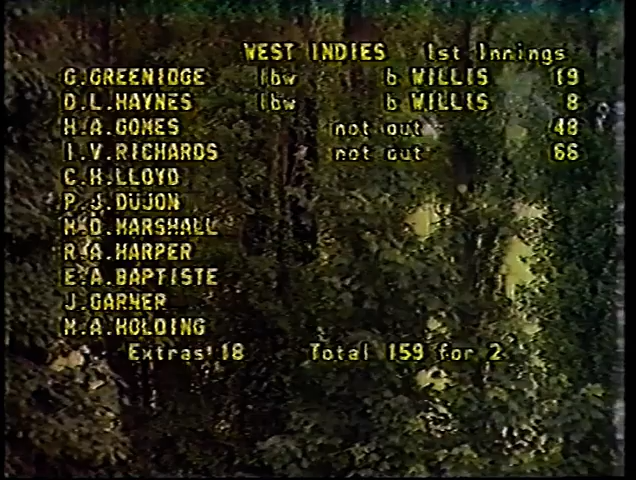 WEST INDIES 1st Innings
G.GREENIDGE lbw b WILLIS 19
D.L.HAYNES lbw b WILLIS 8
H.A.GOMES not out 48
I.V.RICHARDS not out 66
C.H.LLOYD
P.J.DUJON
M.D.MARSHALL
R.A.HARPER
E.A.BAPTISTE
J.GARNER
M.A.HOLDING
Extras 18 Total 159 for 2